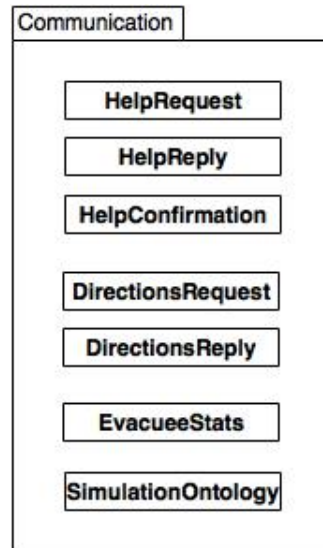 Communication
HelpRequest
HelpReply
HelpConfirmation
DirectionsRequest
DirectionsReply
EvacueeStats
SimulationOntology